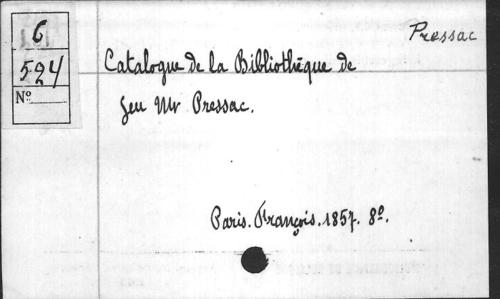 6
524
Nº
Pressac
Catalogue de la Bibliothèque de
feu Mr Pressac.
Paris. François. 1857. 8º.